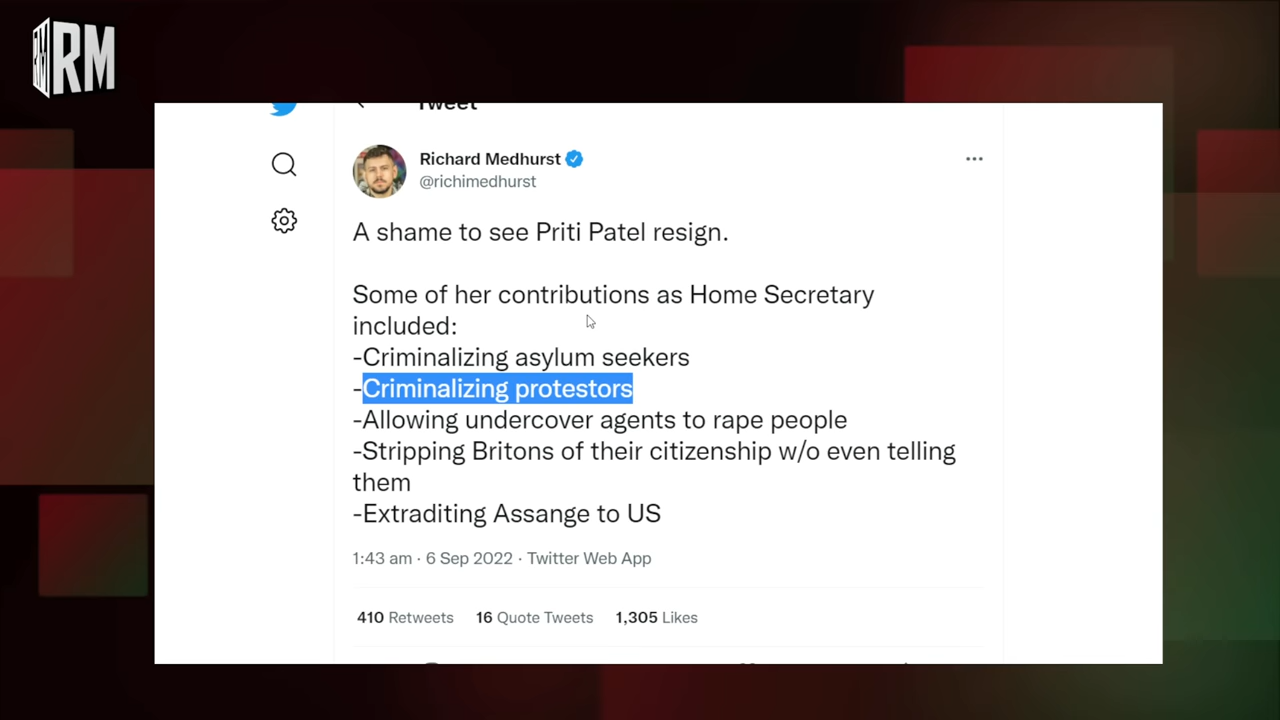 RM
Tweet
Richard Medhurst
@richimedhurst
A shame to see Priti Patel resign.
Some of her contributions as Home Secretary
included:
-Criminalizing asylum seekers
-Criminalizing protestors
-Allowing undercover agents to rape people
-Stripping Britons of their citizenship w/o even telling
them
-Extraditing Assange to US
1:43 am · 6 Sep 2022 · Twitter Web App
410 Retweets 16 Quote Tweets 1,305 Likes